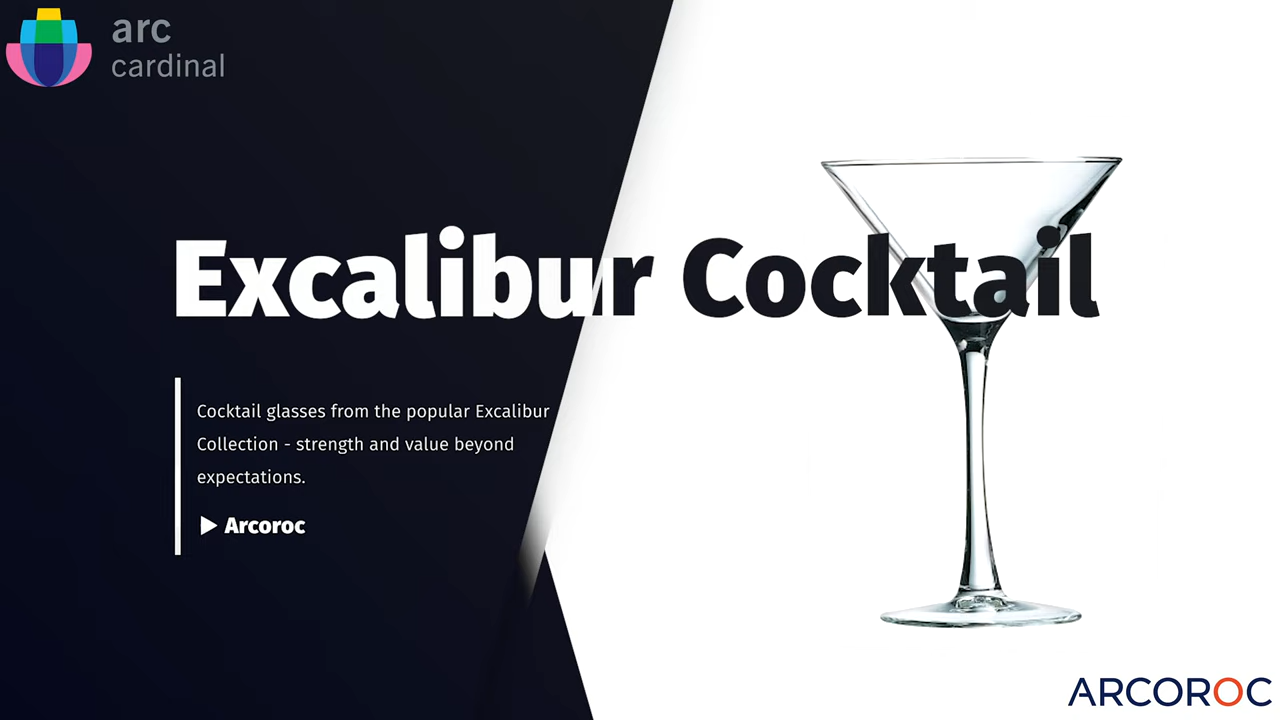 arc
cardinal
Excalibur Cocktail
Cocktail glasses from the popular Excalibur
Collection - strength and value beyond
expectations.
Arcoroc
ARCOROC